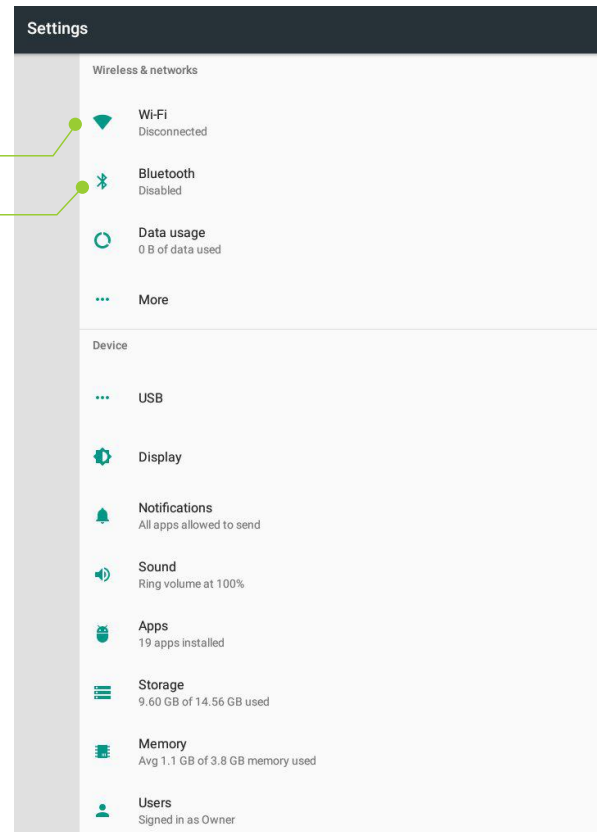 Settings
Wireless & networks
Wi-Fi
Disconnected
Bluetooth
Disabled
Data usage
0 B of data used
More
Device
USB
Display
Notifications
All apps allowed to send
Sound
Ring volume at 100%
Apps
19 apps installed
Storage
9.60 GB of 14.56 GB used
Memory
Avg 1.1 GB of 3.8 GB memory used
Users
Signed in as Owner